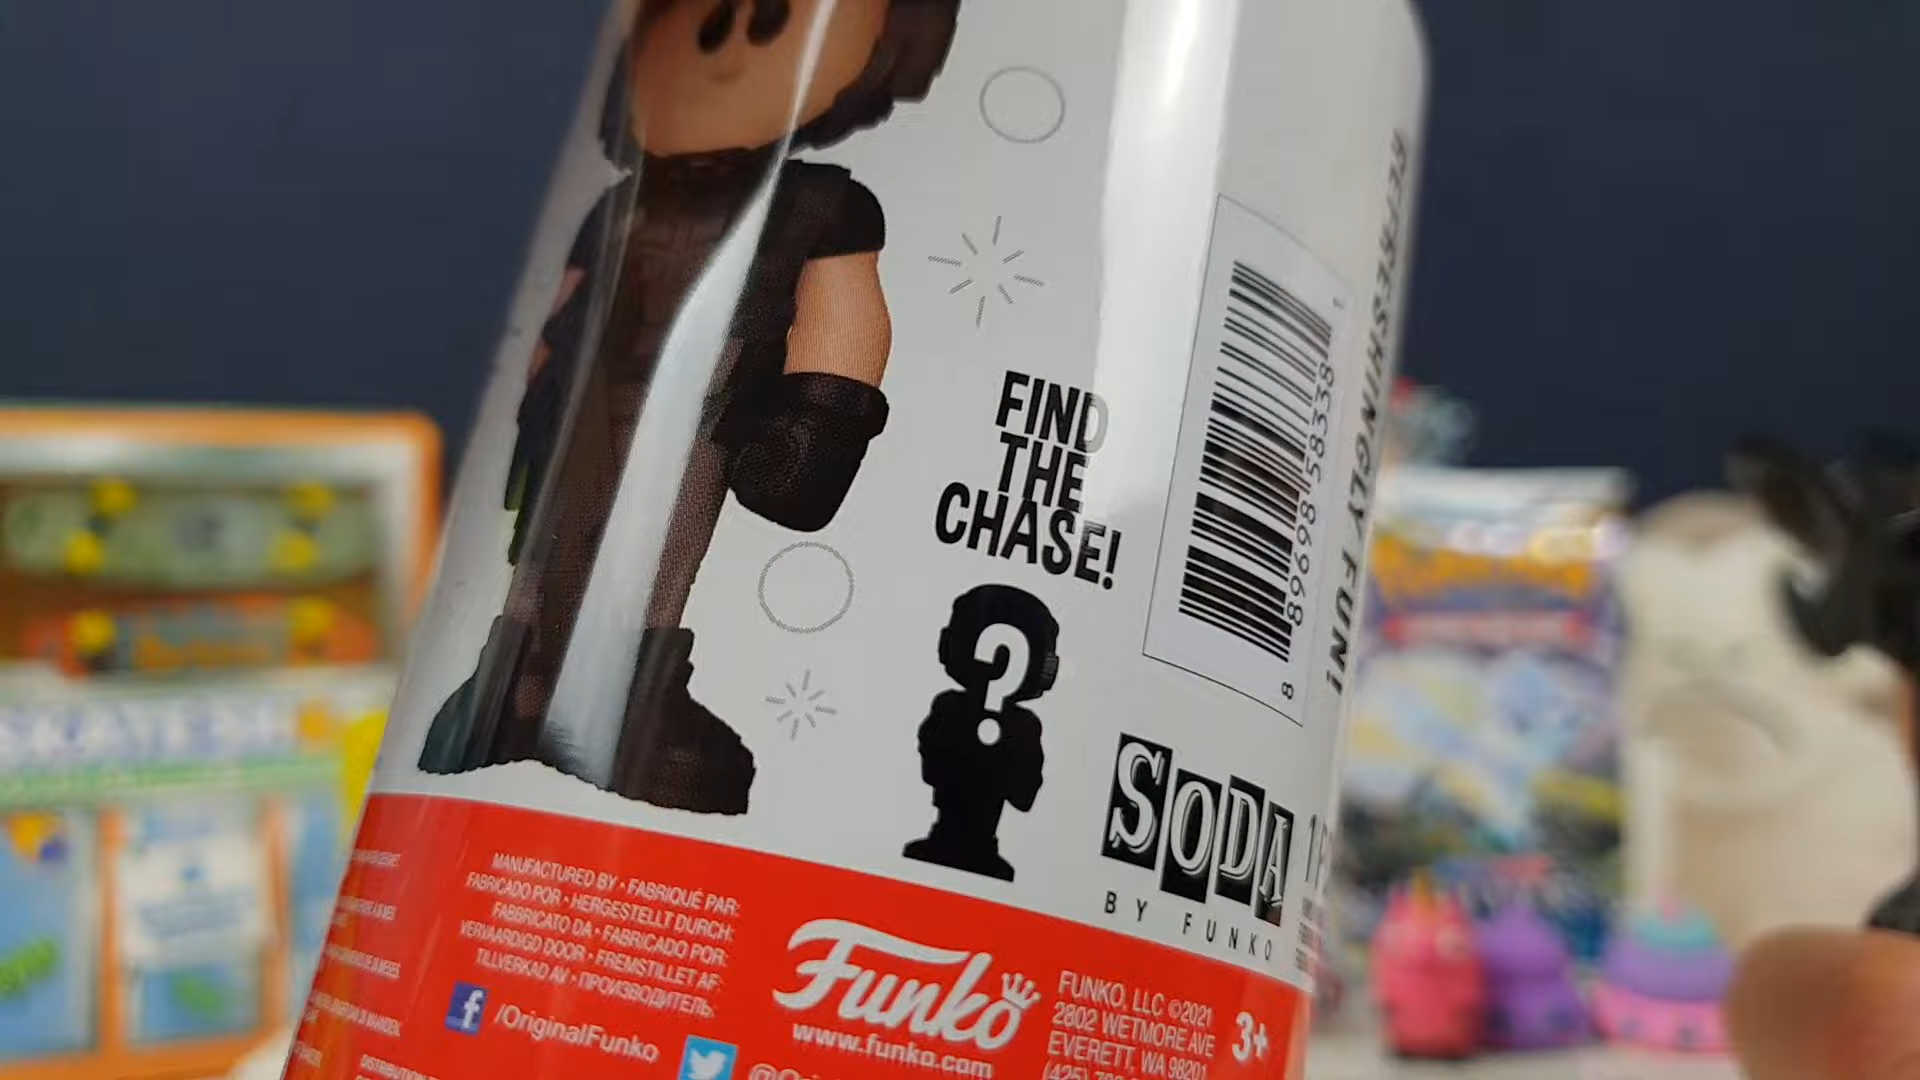 REFRESHINGLY FUN!
FIND
THE
CHASE!
?
8 89698 58338 1
SODA
BY FUNKO
MANUFACTURED BY • FABRIQUÉ PAR:
FABRICADO POR • HERGESTELLT DURCH:
FABBRICATO DA • FABRICADO POR:
VERVAARDIGD DOOR • FREMSTILLET AF:
TILLVERKAD AV • ПРОИЗВОДИТЕЛЬ:
/OriginalFunko
Funko
www.funko.com
FUNKO, LLC ©2021
2802 WETMORE AVE
EVERETT, WA 98201
3+